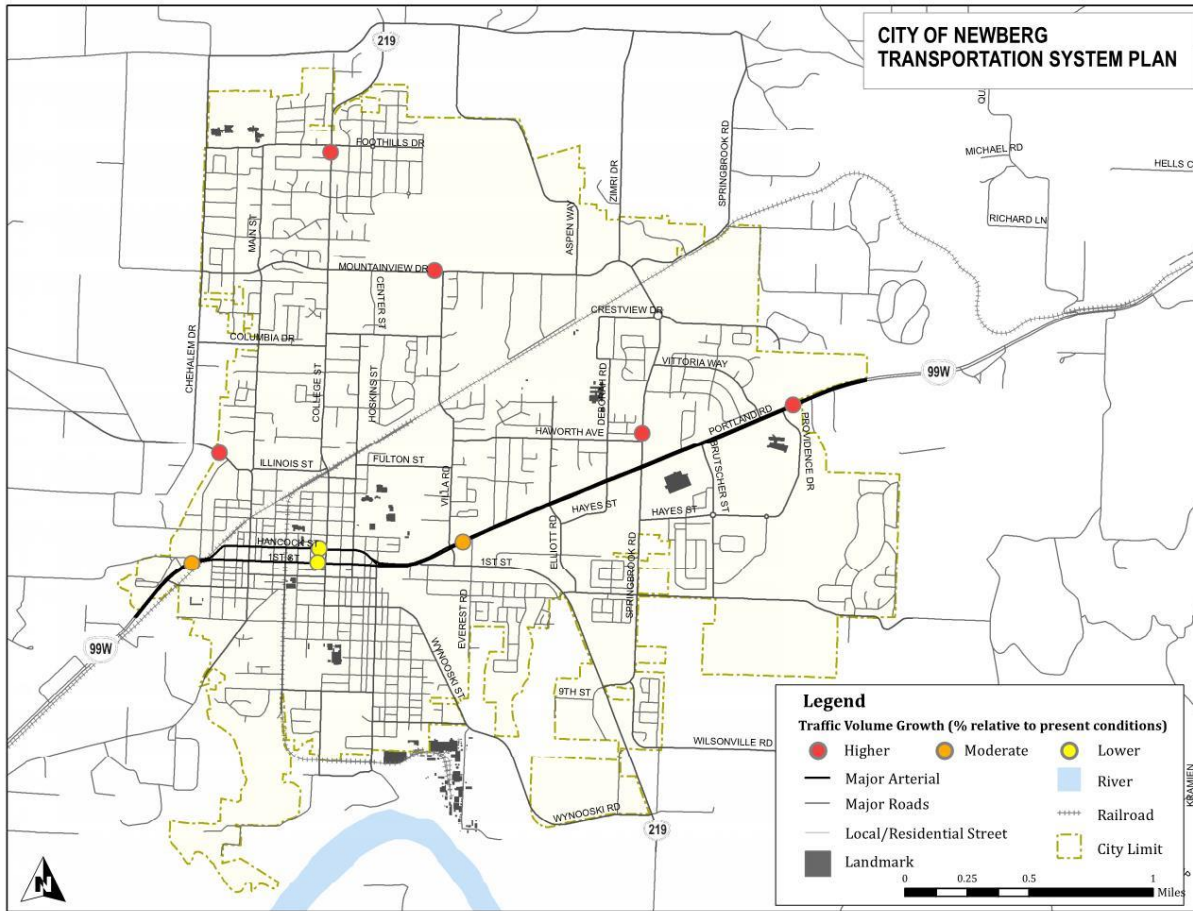 CITY OF NEWBERG
TRANSPORTATION SYSTEM PLAN
219
QU
MICHAEL RD
HELLS C
RICHARD LN
FOOTHILLS DR
SPRINGBROOK RD
ZIMRI DR
ASPEN WAY
MAIN ST
MOUNTAINVIEW DR
CENTER ST
CRESTVIEW DR
COLUMBIA DR
CHEHALEM DR
COLLEGE ST
HOSKINS ST
VITTORIA WAY
99W
DEBORAH RD
PORTLAND RD
PROVIDENCE DR
HAWORTH AVE
BRUTSCHER ST
ILLINOIS ST
FULTON ST
VILLA RD
HAYES ST
HAYES ST
HANCOCK ST
1ST ST
1ST ST
ELLIOTT RD
SPRINGBROOK RD
EVEREST RD
99W
WYNOOSKI ST
9TH ST
WILSONVILLE RD
WYNOOSKI RD
219
KRAMIEN
N
Legend
Traffic Volume Growth (% relative to present conditions)
Higher Moderate Lower
Major Arterial River
Major Roads Railroad
Local/Residential Street City Limit
Landmark
0 0.25 0.5 1
Miles